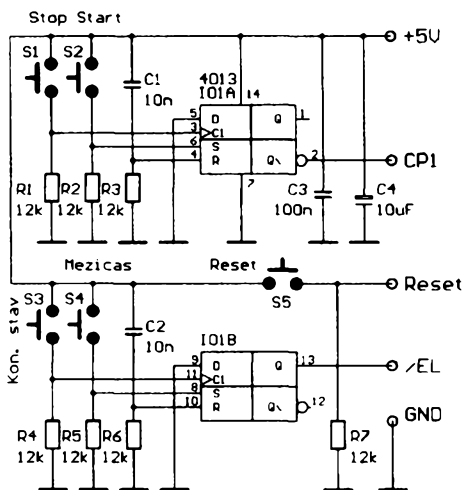 Stop Start
+5V
S1
S2
C1
10n
4013
IO1A
14
5
D
Q
1
3
C1
6
S
4
R
Q\
2
CP1
7
R1
12k
R2
12k
R3
12k
C3
100n
C4
10uF
Mezicas
Reset
Reset
Kon. stav
S3
S4
S5
C2
10n
IO1B
9
D
Q
13
/EL
11
C1
8
S
10
R
Q\
12
GND
R4
12k
R5
12k
R6
12k
R7
12k